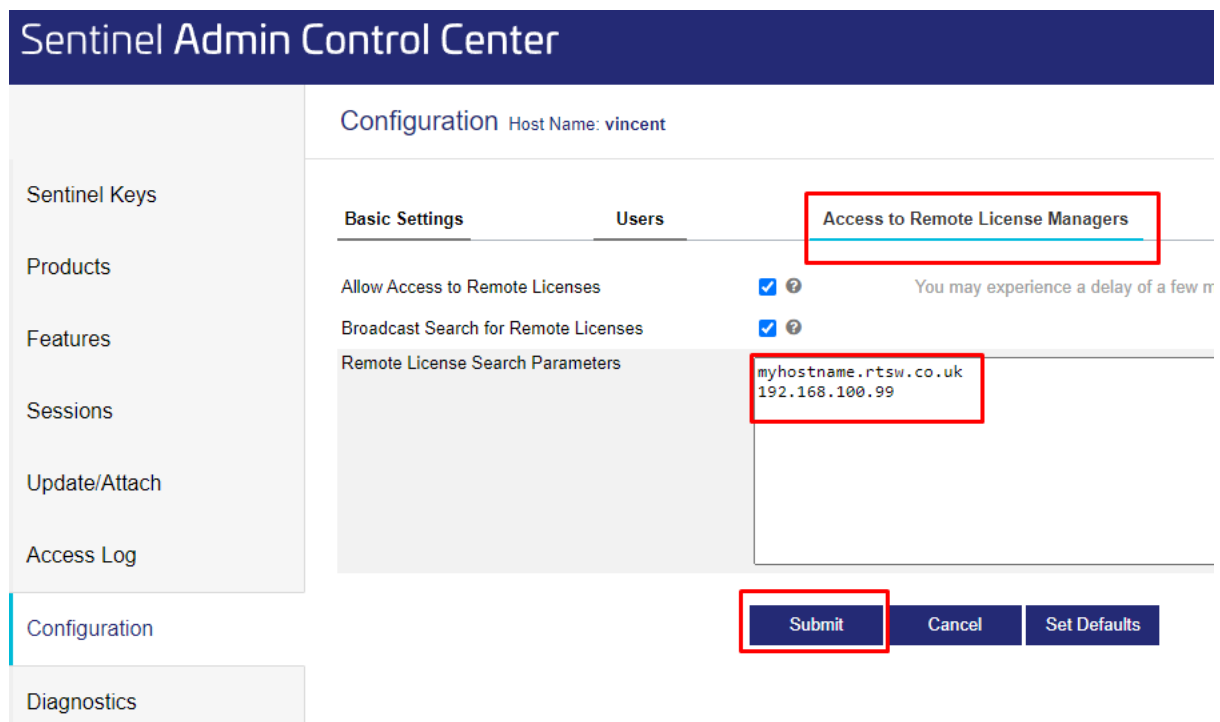 Sentinel Admin Control Center
Configuration Host Name: vincent
Sentinel Keys
Products
Features
Sessions
Update/Attach
Access Log
Configuration
Diagnostics
Basic Settings Users Access to Remote License Managers
Allow Access to Remote Licenses You may experience a delay of a few
Broadcast Search for Remote Licenses
Remote License Search Parameters
myhostname.rtsw.co.uk
192.168.100.99
Submit Cancel Set Defaults